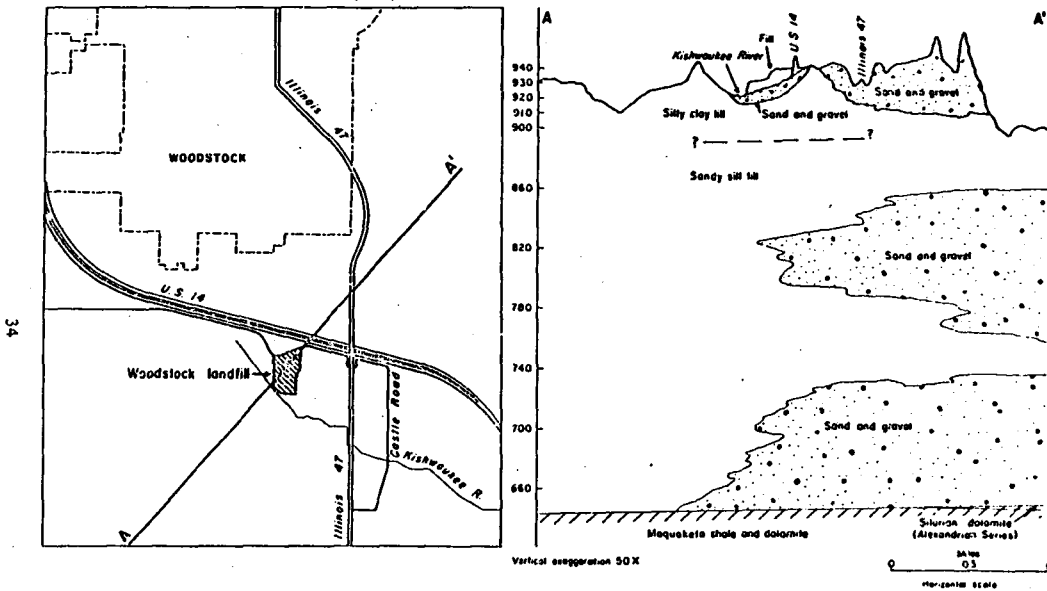 WOODSTOCK
Illinois
47
A'
U.S. 14
Woodstock landfill
Castle Road
Kishwaukee R.
Illinois 47
A
34
A
A'
Fill
U S 14
Illinois 47
Kishwaukee River
940
930
920
910
900
860
820
780
740
700
660
Sand and gravel
Silty clay till
Sand and gravel
? ?
Sandy silt till
Sand and gravel
Sand and gravel
Maquoketa shale and dolomite
Silurian dolomite
(Alexandrian Series)
Vertical exaggeration 50X
0
Horizontal scale